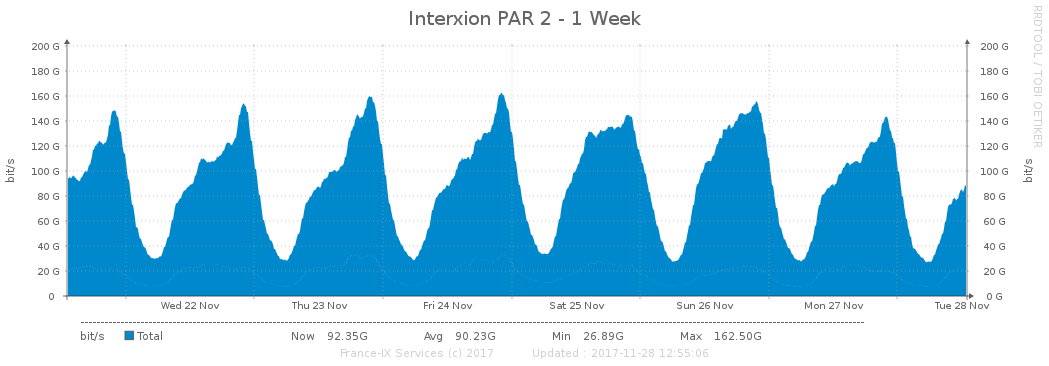 Interxion PAR 2 - 1 Week
RRDTOOL / TOBI OETIKER
bit/s
200 G 200 G
180 G 180 G
160 G 160 G
140 G 140 G
120 G 120 G
100 G 100 G
80 G 80 G
60 G 60 G
40 G 40 G
20 G 20 G
0 0 G
bit/s
Wed 22 Nov Thu 23 Nov Fri 24 Nov Sat 25 Nov Sun 26 Nov Mon 27 Nov Tue 28 Nov
bit/s Total Now 92.35G Avg 90.23G Min 26.89G Max 162.50G
France-IX Services (c) 2017 Updated : 2017-11-28 12:55:06